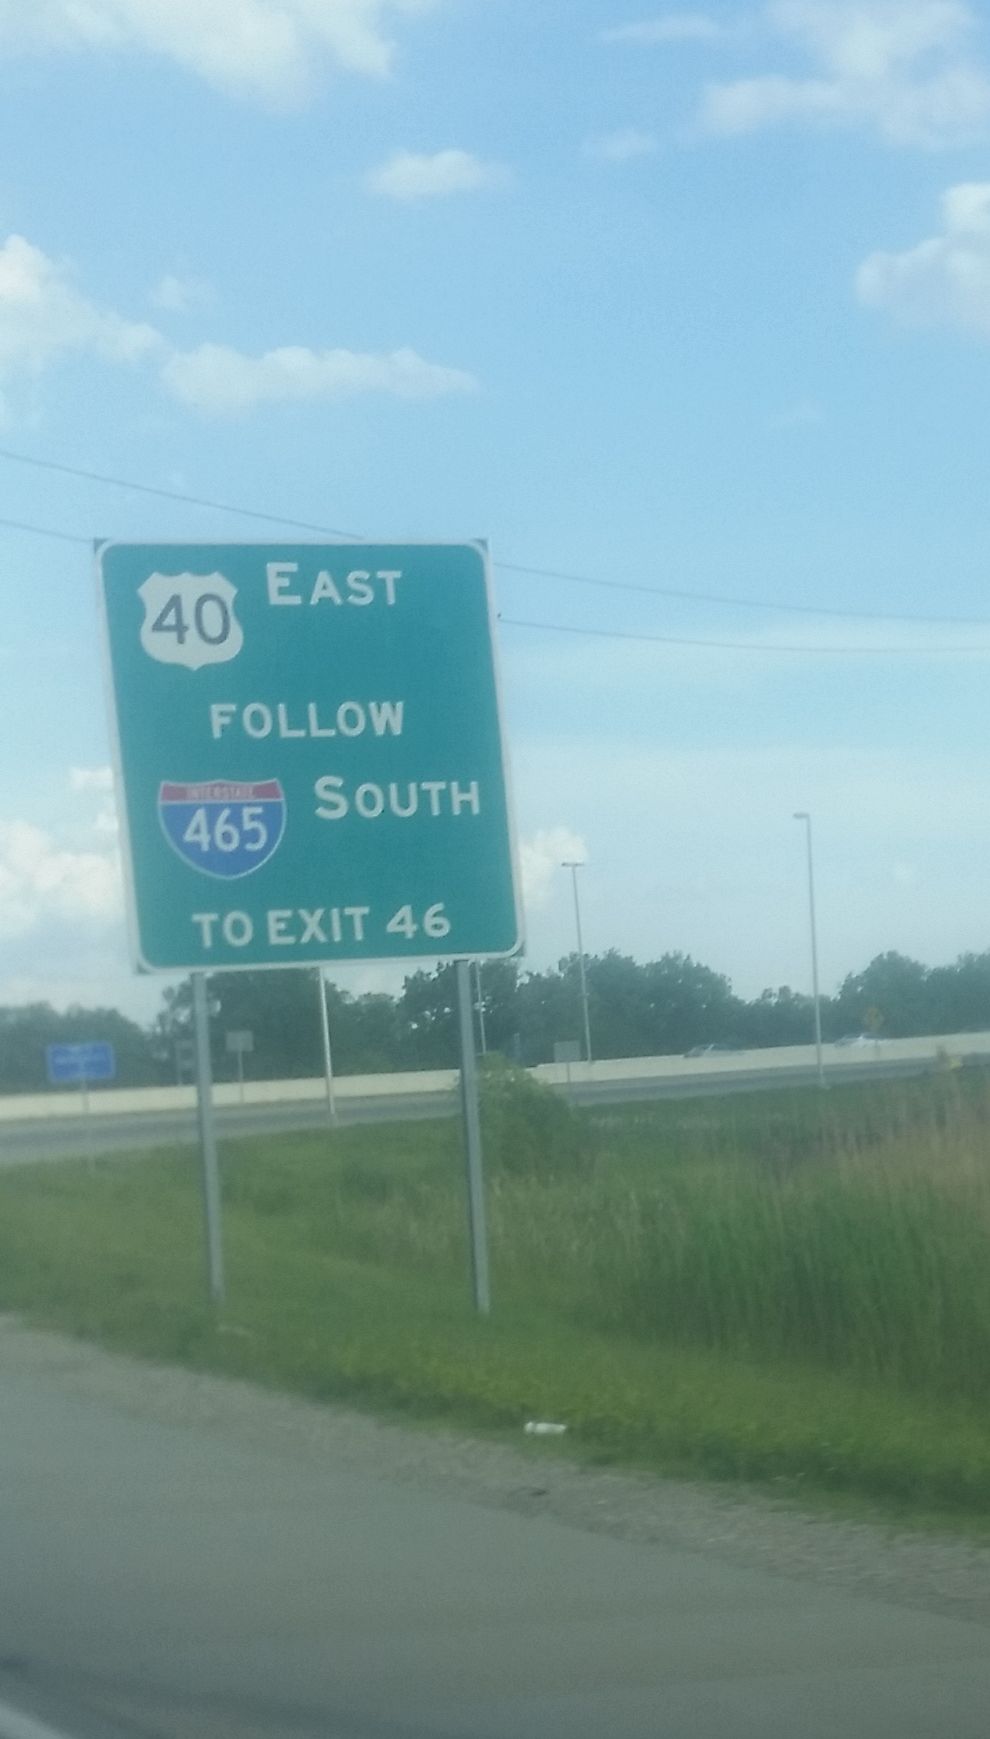 40 EAST
FOLLOW
INTERSTATE
465 SOUTH
TO EXIT 46